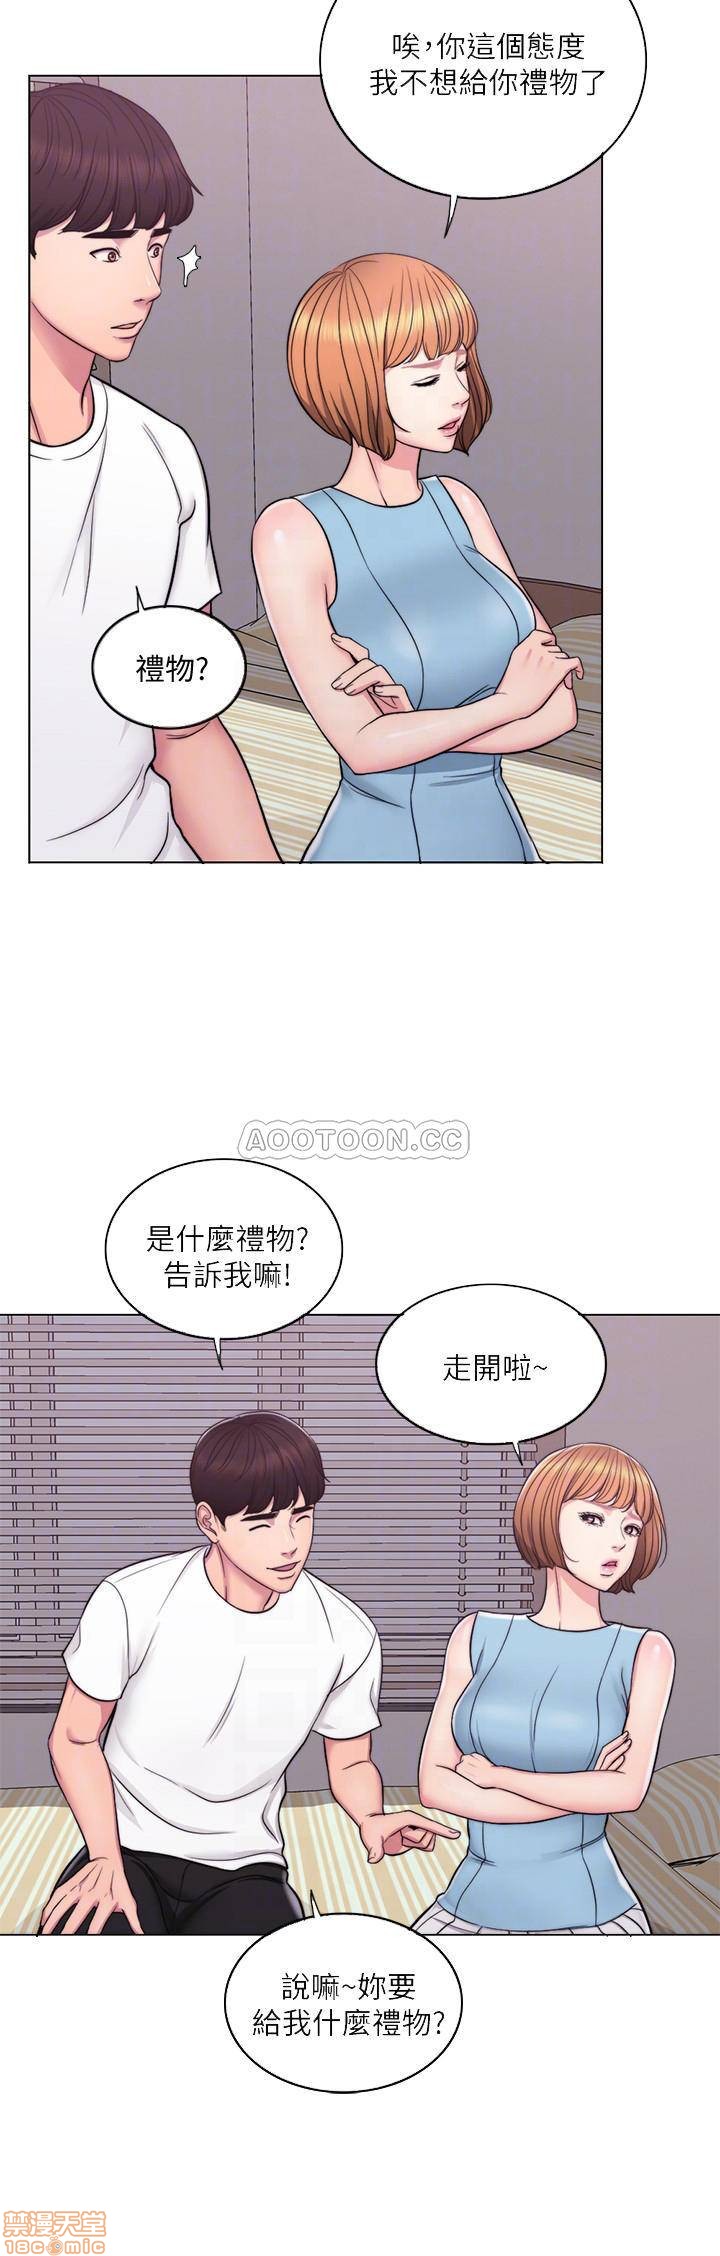 唉，你這個態度
我不想給你禮物了
禮物?
AOOTOON.CC
是什麼禮物?
告訴我嘛!
走開啦~
說嘛~妳要
給我什麼禮物?
禁漫天堂
18comic